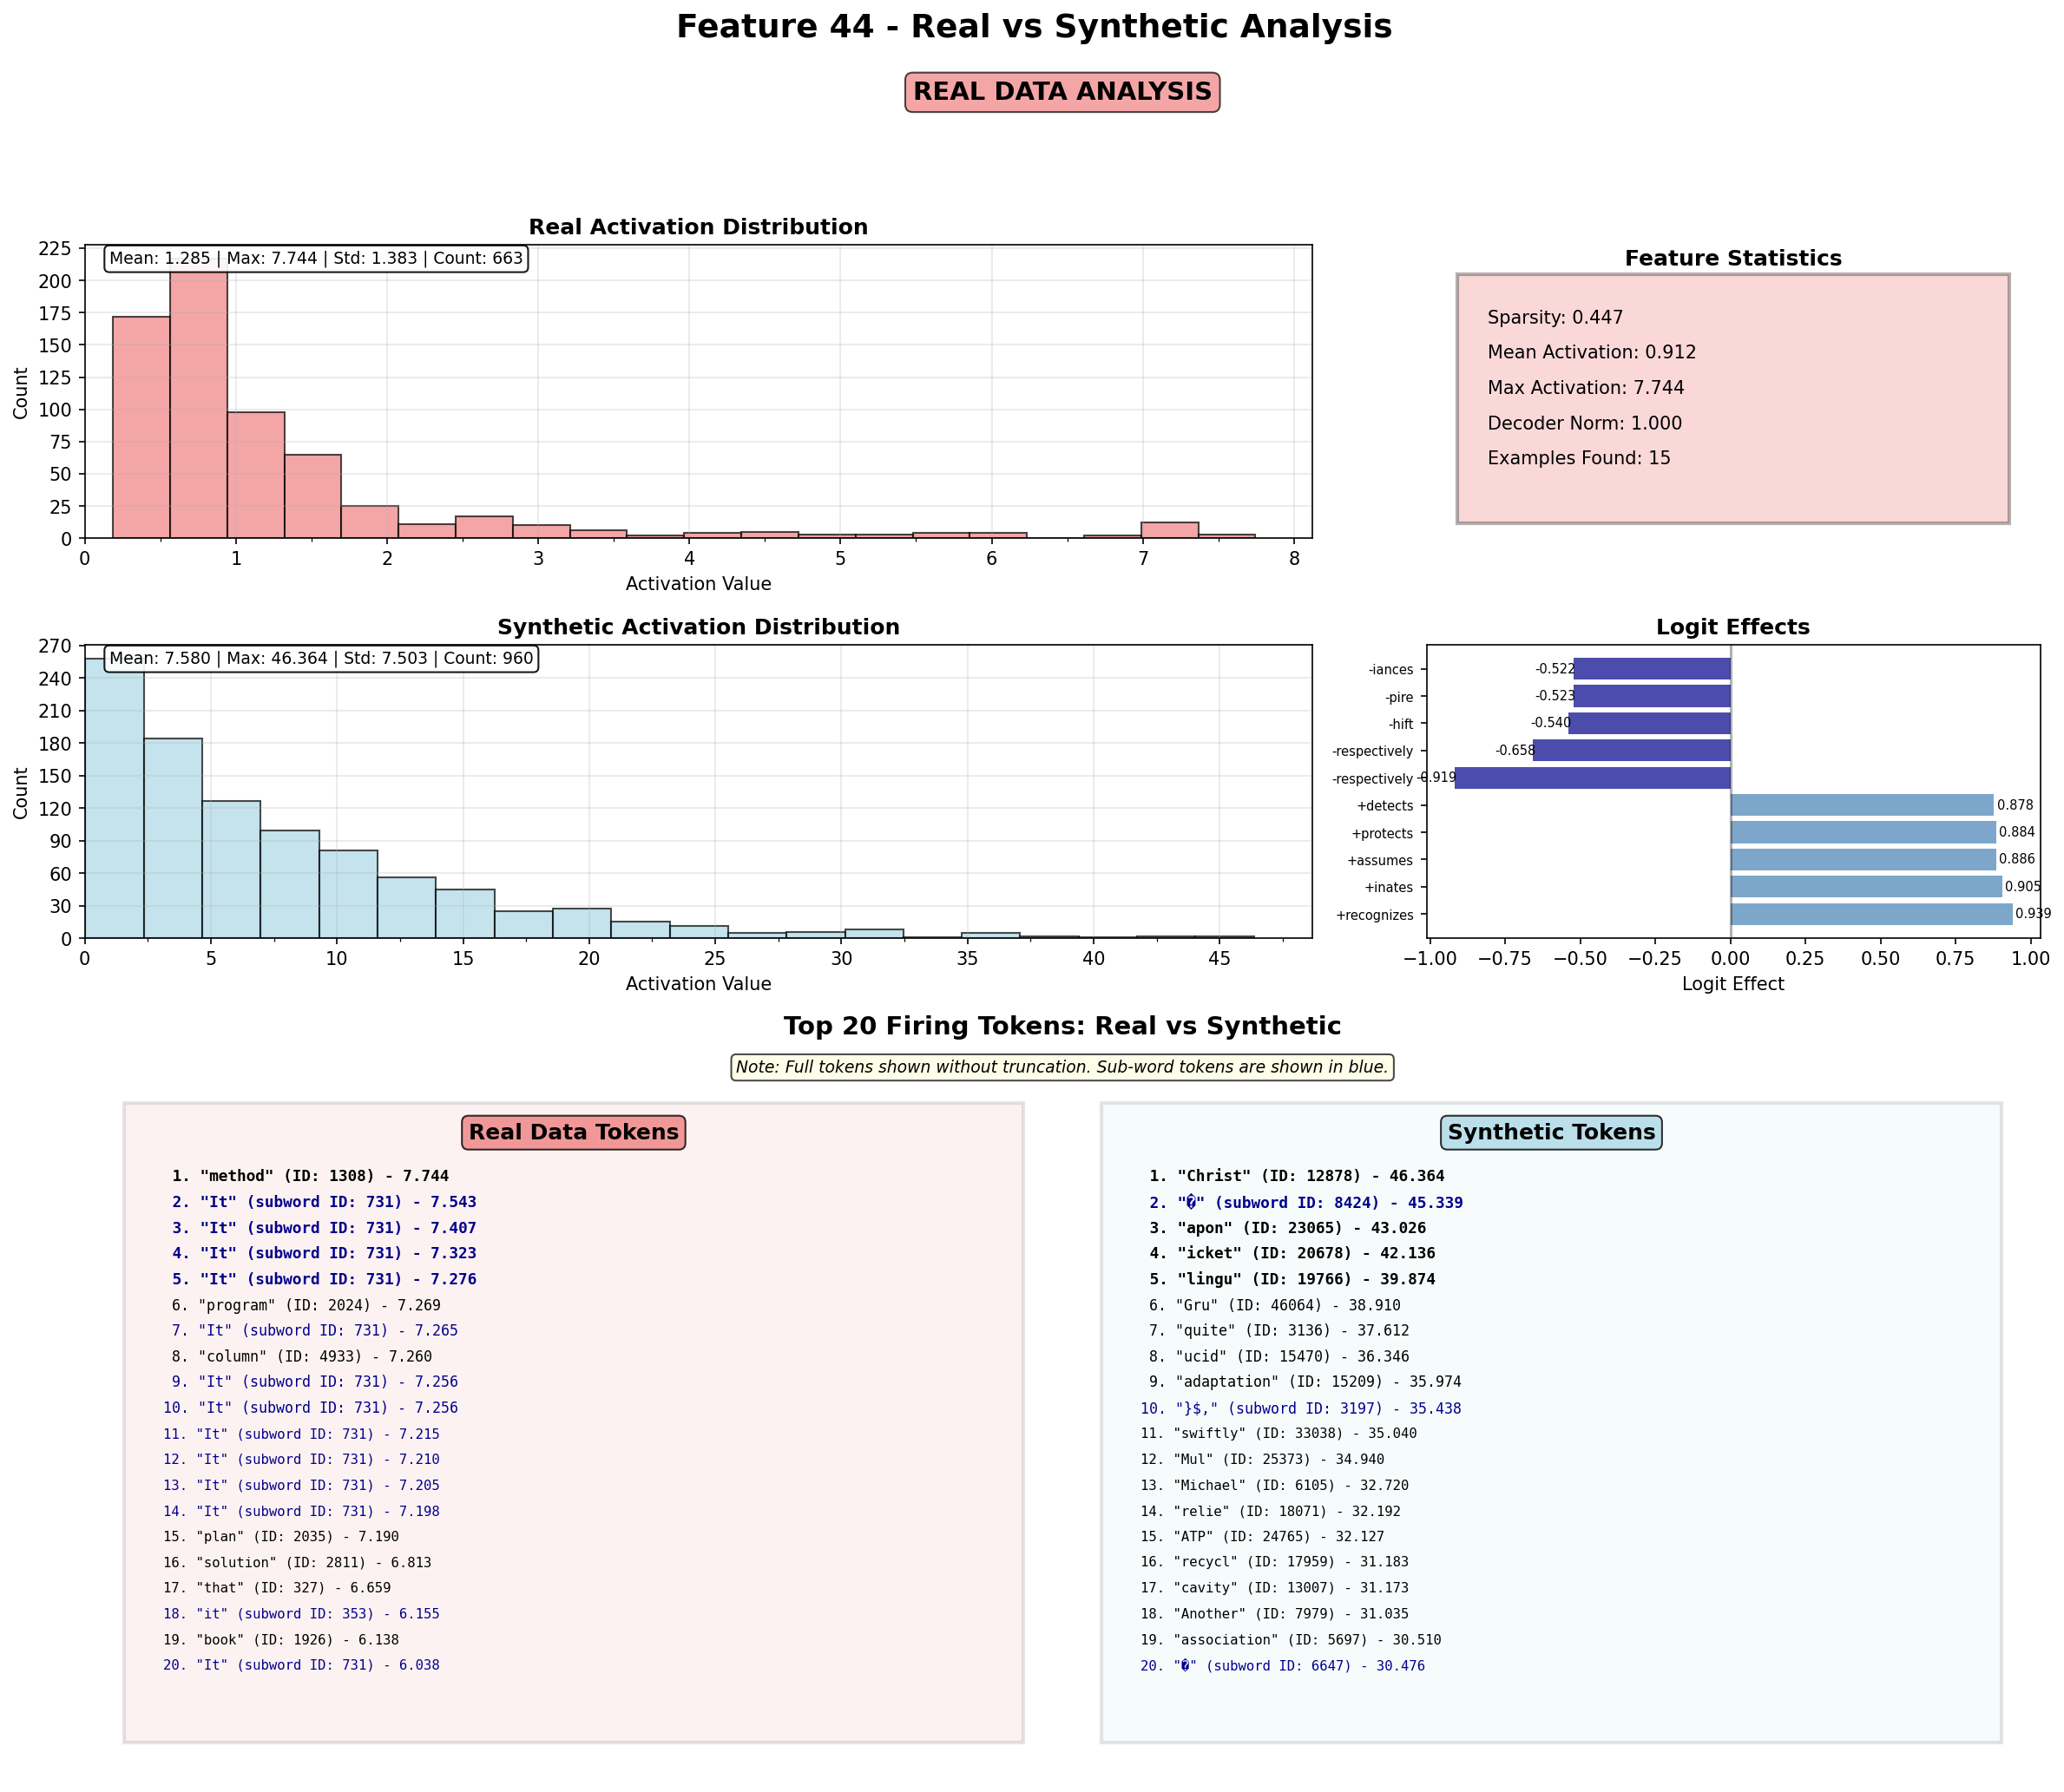 Feature 44 - Real vs Synthetic Analysis
REAL DATA ANALYSIS
Real Activation Distribution
Mean: 1.285 | Max: 7.744 | Std: 1.383 | Count: 663
Count
225
200
175
150
125
100
75
50
25
0
0 1 2 3 4 5 6 7 8
Activation Value
Feature Statistics
Sparsity: 0.447
Mean Activation: 0.912
Max Activation: 7.744
Decoder Norm: 1.000
Examples Found: 15
Synthetic Activation Distribution
Mean: 7.580 | Max: 46.364 | Std: 7.503 | Count: 960
Count
270
240
210
180
150
120
90
60
30
0
0 5 10 15 20 25 30 35 40 45
Activation Value
Logit Effects
-iances -0.522
-pire -0.523
-hift -0.540
-respectively -0.658
-respectively -0.919
+detects 0.878
+protects 0.884
+assumes 0.886
+inates 0.905
+recognizes 0.939
−1.00 −0.75 −0.50 −0.25 0.00 0.25 0.50 0.75 1.00
Logit Effect
Top 20 Firing Tokens: Real vs Synthetic
Note: Full tokens shown without truncation. Sub-word tokens are shown in blue.
Real Data Tokens
1. "method" (ID: 1308) - 7.744
2. "It" (subword ID: 731) - 7.543
3. "It" (subword ID: 731) - 7.407
4. "It" (subword ID: 731) - 7.323
5. "It" (subword ID: 731) - 7.276
6. "program" (ID: 2024) - 7.269
7. "It" (subword ID: 731) - 7.265
8. "column" (ID: 4933) - 7.260
9. "It" (subword ID: 731) - 7.256
10. "It" (subword ID: 731) - 7.256
11. "It" (subword ID: 731) - 7.215
12. "It" (subword ID: 731) - 7.210
13. "It" (subword ID: 731) - 7.205
14. "It" (subword ID: 731) - 7.198
15. "plan" (ID: 2035) - 7.190
16. "solution" (ID: 2811) - 6.813
17. "that" (ID: 327) - 6.659
18. "it" (subword ID: 353) - 6.155
19. "book" (ID: 1926) - 6.138
20. "It" (subword ID: 731) - 6.038
Synthetic Tokens
1. "Christ" (ID: 12878) - 46.364
2. "�" (subword ID: 8424) - 45.339
3. "apon" (ID: 23065) - 43.026
4. "icket" (ID: 20678) - 42.136
5. "lingu" (ID: 19766) - 39.874
6. "Gru" (ID: 46064) - 38.910
7. "quite" (ID: 3136) - 37.612
8. "ucid" (ID: 15470) - 36.346
9. "adaptation" (ID: 15209) - 35.974
10. "}$," (subword ID: 3197) - 35.438
11. "swiftly" (ID: 33038) - 35.040
12. "Mul" (ID: 25373) - 34.940
13. "Michael" (ID: 6105) - 32.720
14. "relie" (ID: 18071) - 32.192
15. "ATP" (ID: 24765) - 32.127
16. "recycl" (ID: 17959) - 31.183
17. "cavity" (ID: 13007) - 31.173
18. "Another" (ID: 7979) - 31.035
19. "association" (ID: 5697) - 30.510
20. "�" (subword ID: 6647) - 30.476